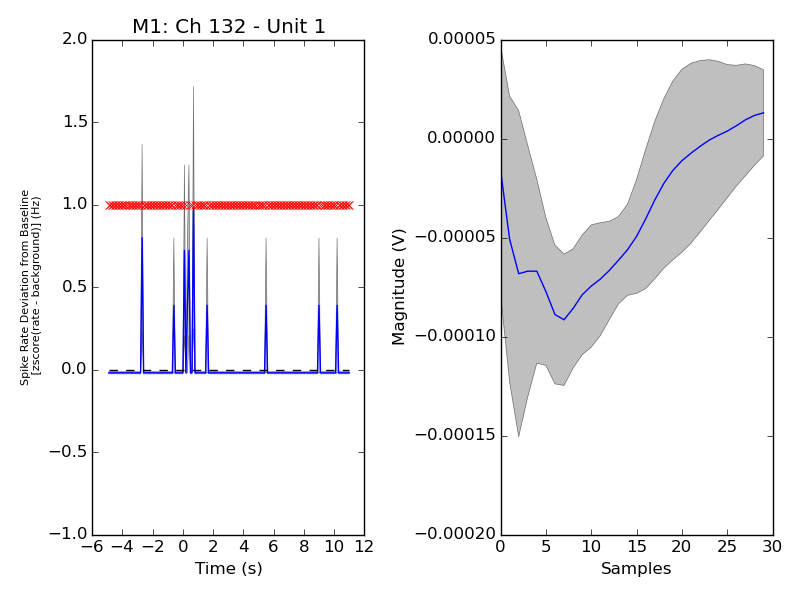 M1: Ch 132 - Unit 1
2.0
1.5
1.0
0.5
0.0
−0.5
−1.0
−6 −4 −2 0 2 4 6 8 10 12
Time (s)
Spike Rate Deviation from Baseline
[zscore(rate - background)] (Hz)
0.00005
0.00000
−0.00005
−0.00010
−0.00015
−0.00020
0 5 10 15 20 25 30
Samples
Magnitude (V)